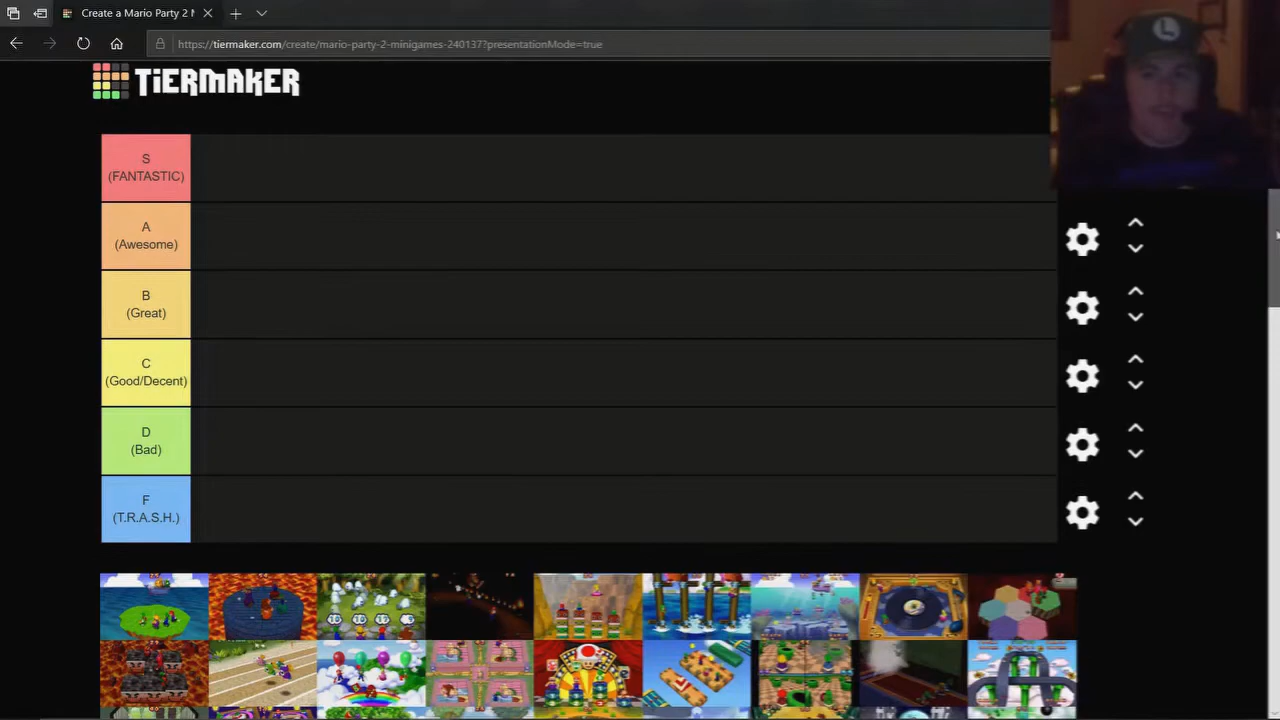 Create a Mario Party 2 M
https://tiermaker.com/create/mario-party-2-minigames-240137?presentationMode=true
TiERMAKER
L
S
(FANTASTIC)
A
(Awesome)
B
(Great)
C
(Good/Decent)
D
(Bad)
F
(T.R.A.S.H.)